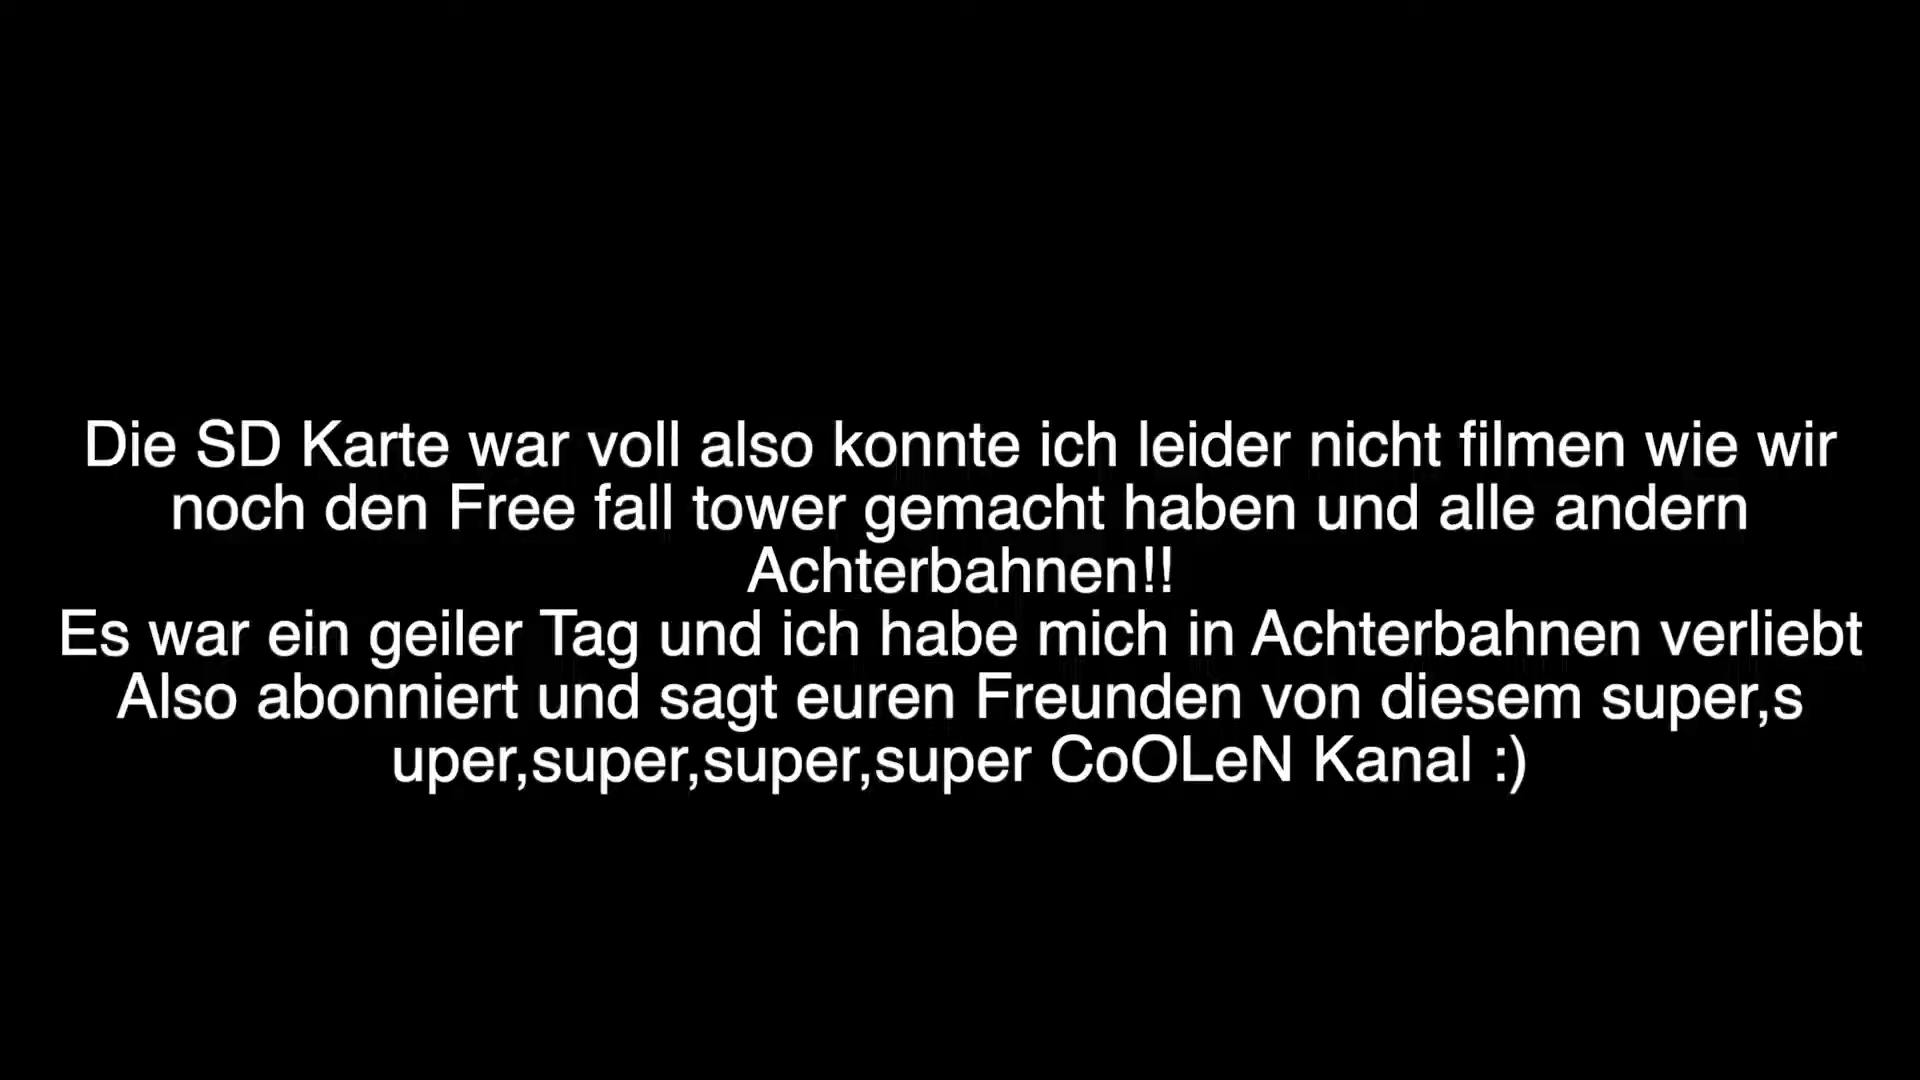 Die SD Karte war voll also konnte ich leider nicht filmen wie wir
noch den Free fall tower gemacht haben und alle andern
Achterbahnen!!
Es war ein geiler Tag und ich habe mich in Achterbahnen verliebt
Also abonniert und sagt euren Freunden von diesem super,s
uper,super,super,super CoOLeN Kanal :)